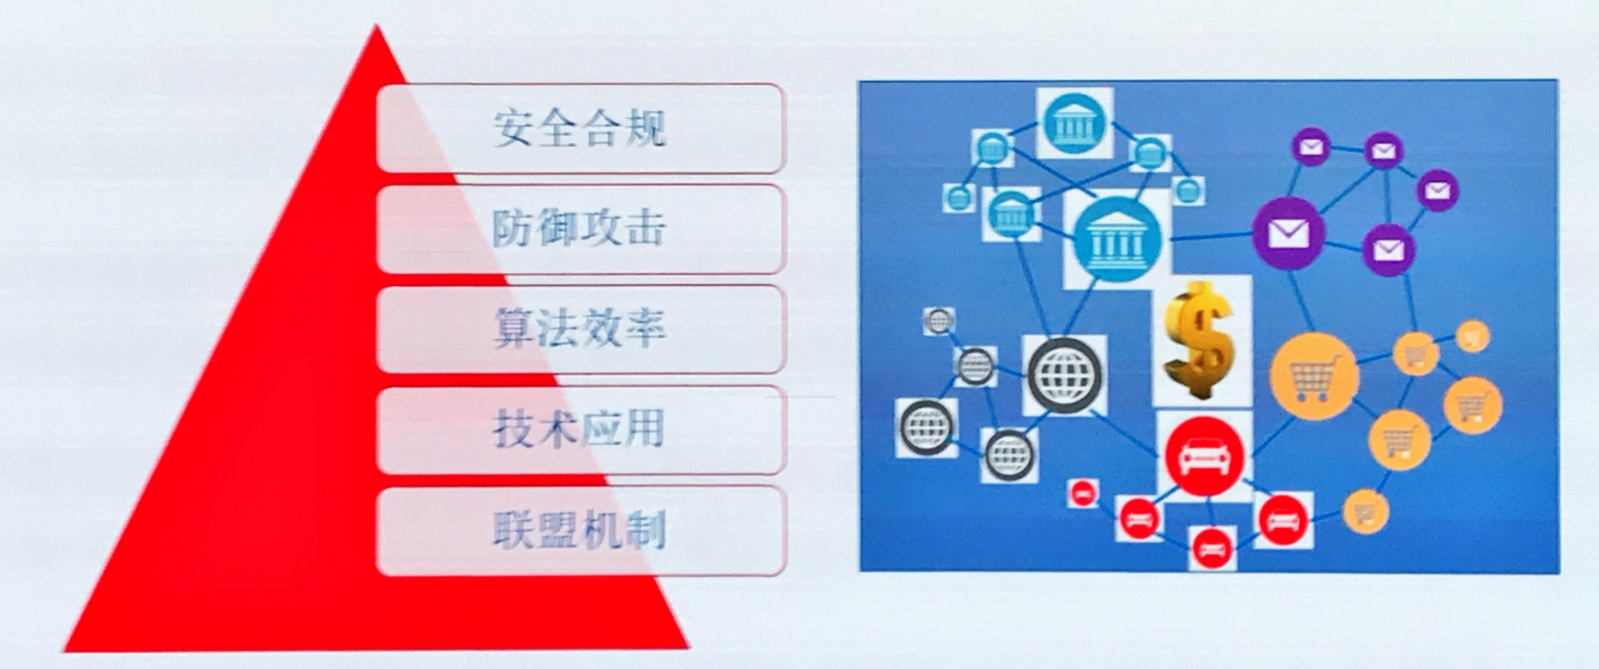 安全合规
防御攻击
算法效率
技术应用
联盟机制